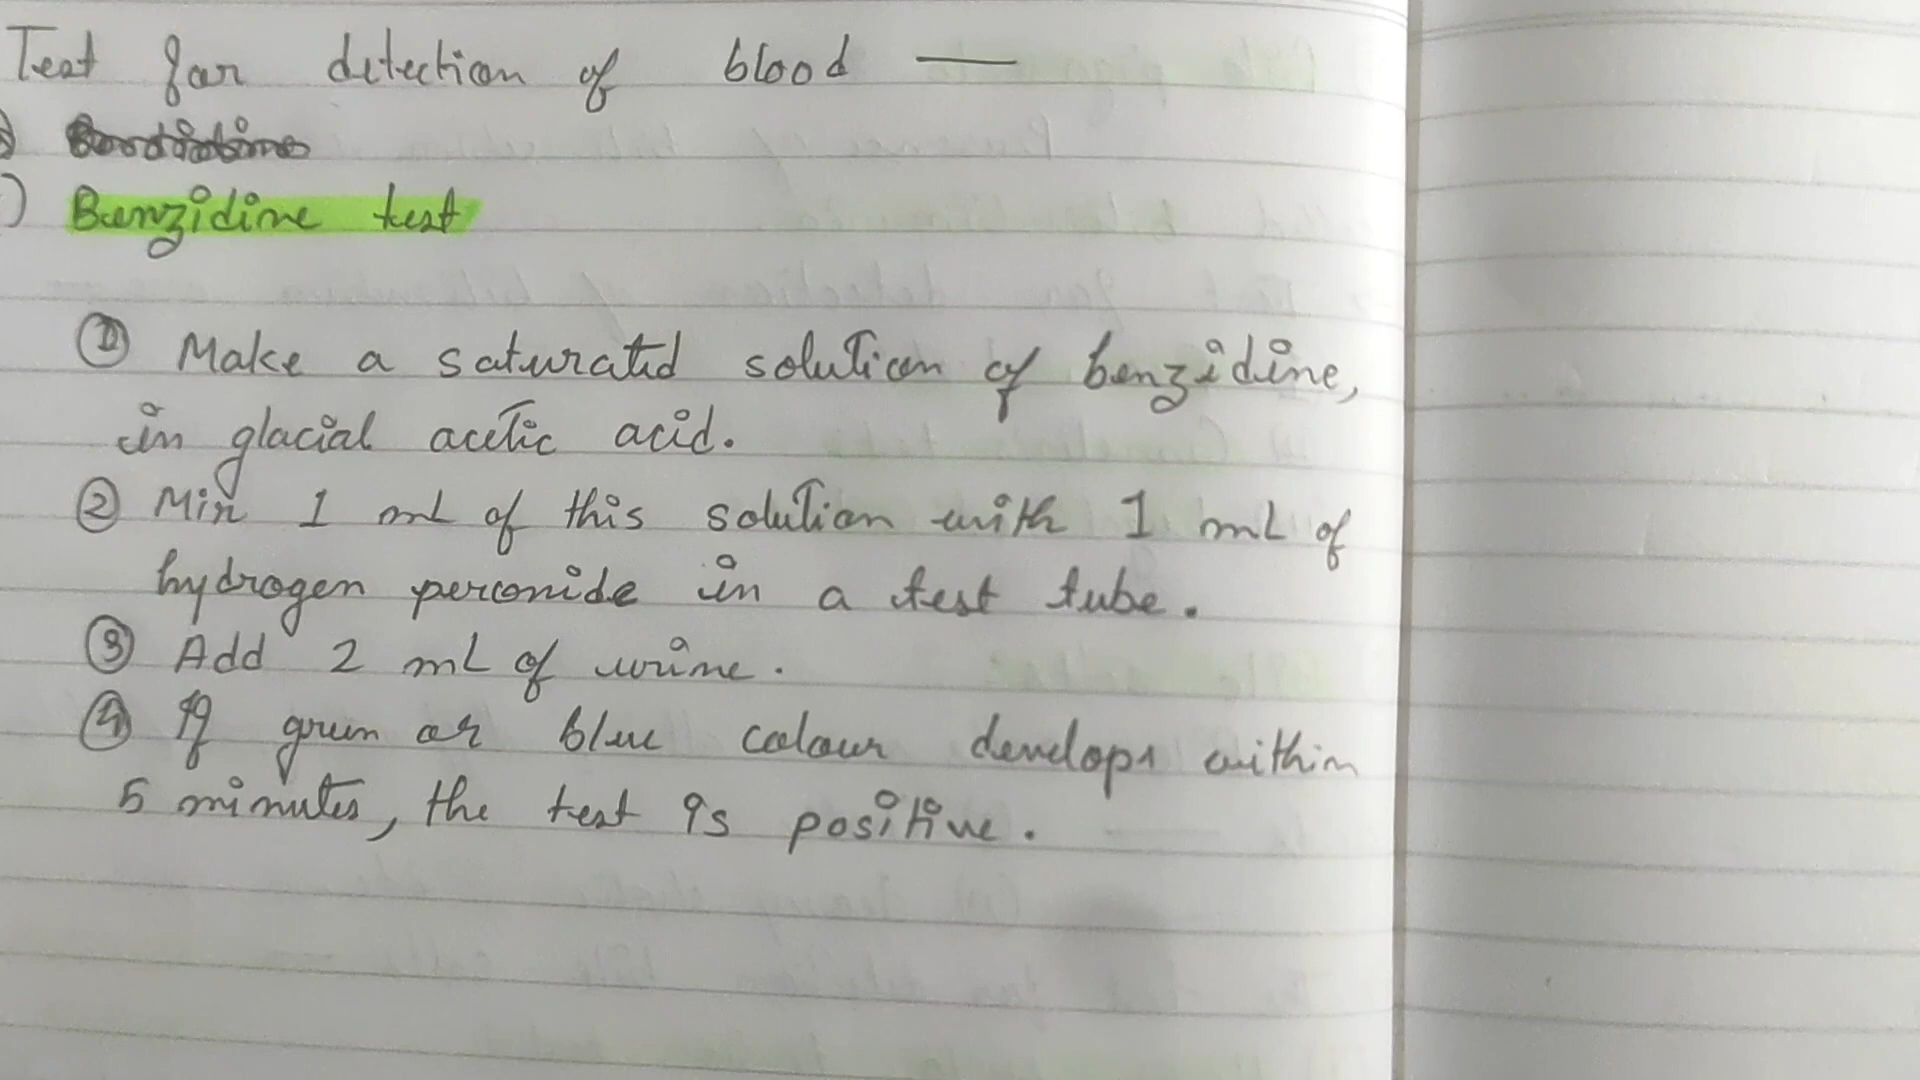 Test for detection of blood —
) Benzidine test
① Make a saturated solution of benzidine,
in glacial acetic acid.
② Mix 1 mL of this solution with 1 mL of
hydrogen peroxide in a test tube.
③ Add 2 mL of urine.
④ If green or blue colour develops within
5 minutes, the test is positive.